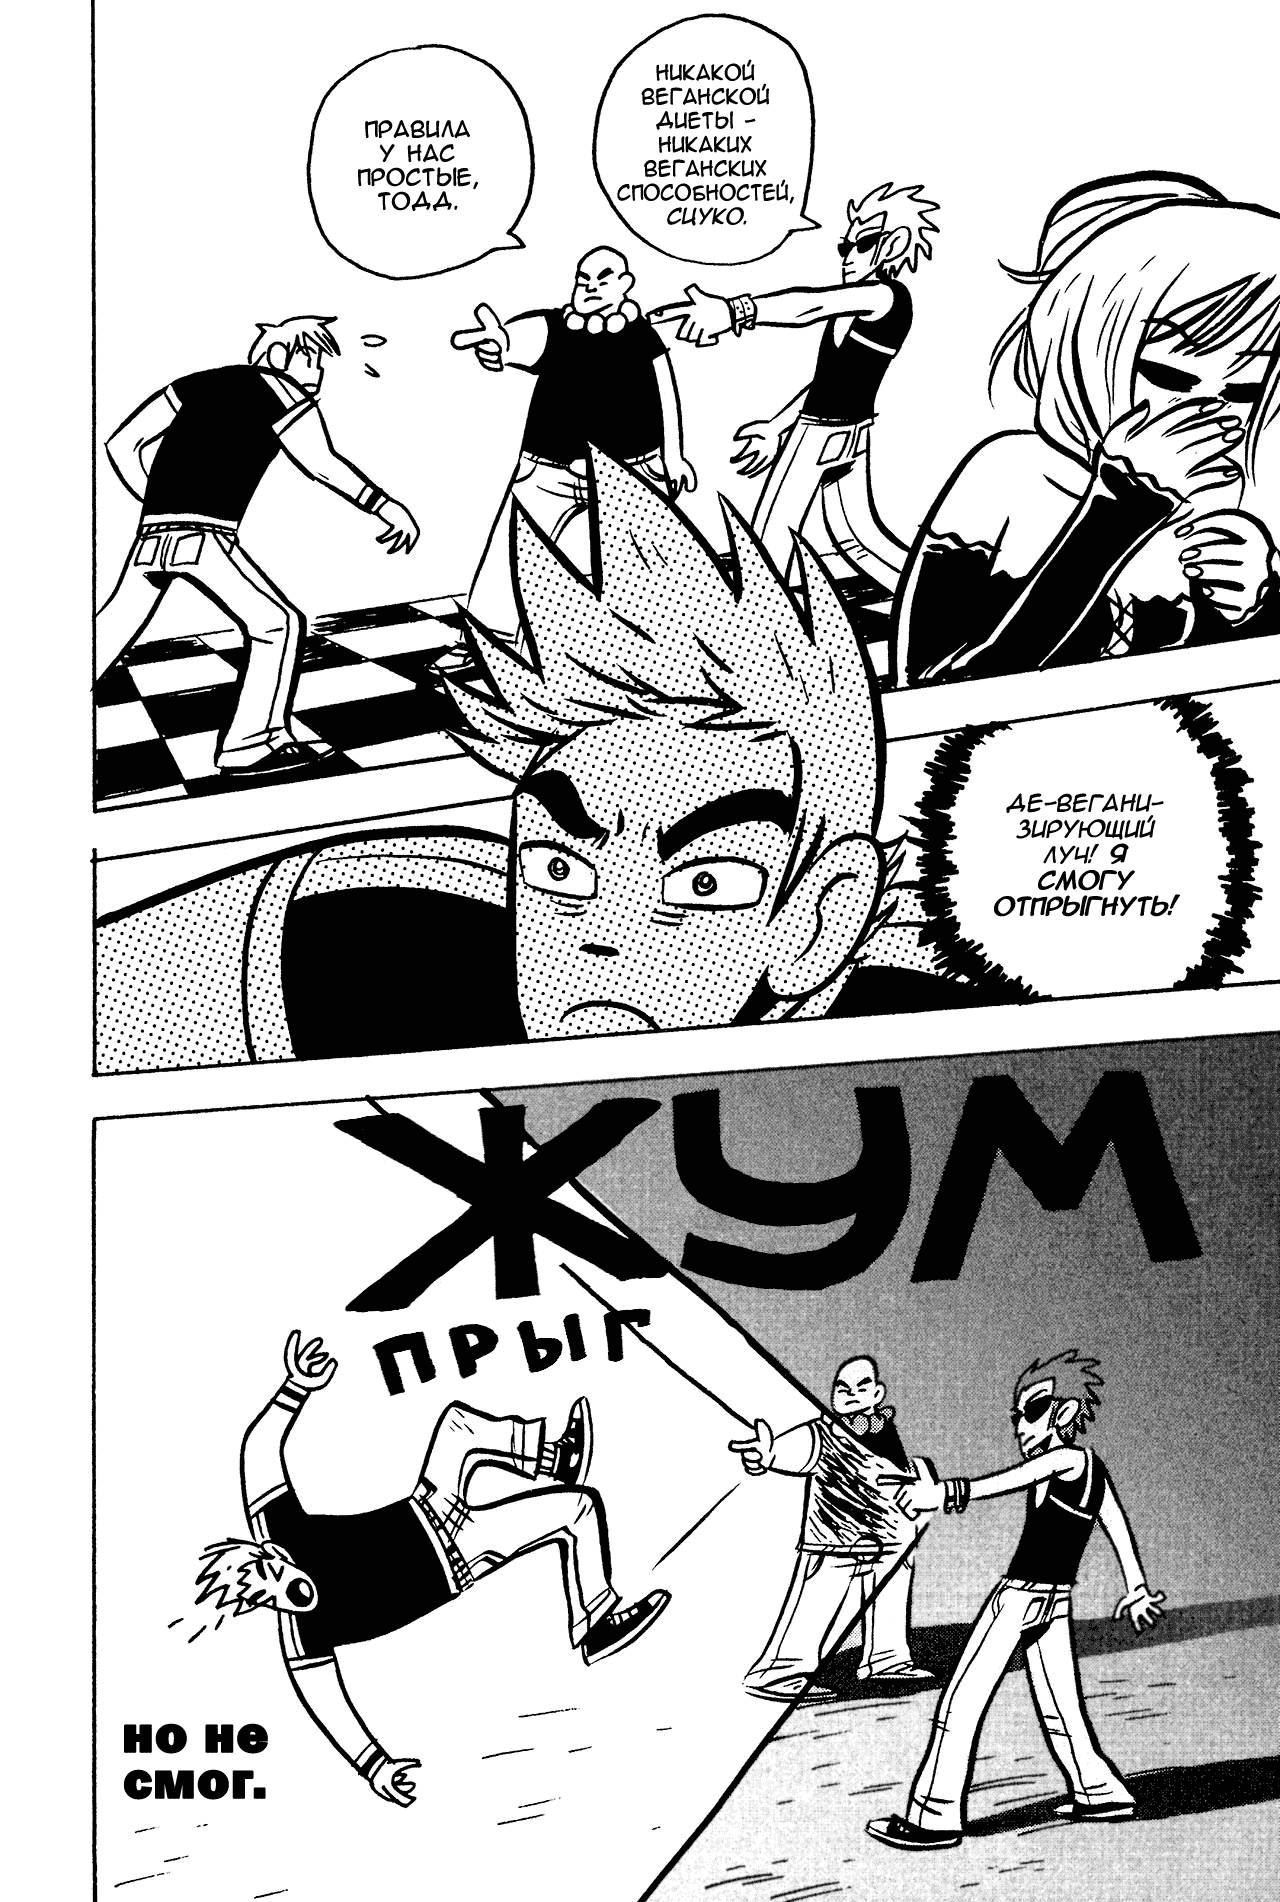 ПРАВИЛА
У НАС
ПРОСТЫЕ,
ТОДД.
НИКАКОЙ
ВЕГАНСКОЙ
ДИЕТЫ -
НИКАКИХ
ВЕГАНСКИХ
СПОСОБНОСТЕЙ,
СЦУКО.
ДЕ-ВЕГАНИ-
ЗИРУЮЩИЙ
ЛУЧ! Я
СМОГУ
ОТПРЫГНУТЬ!
ЖУМ
ПРЫГ
но не
смог.